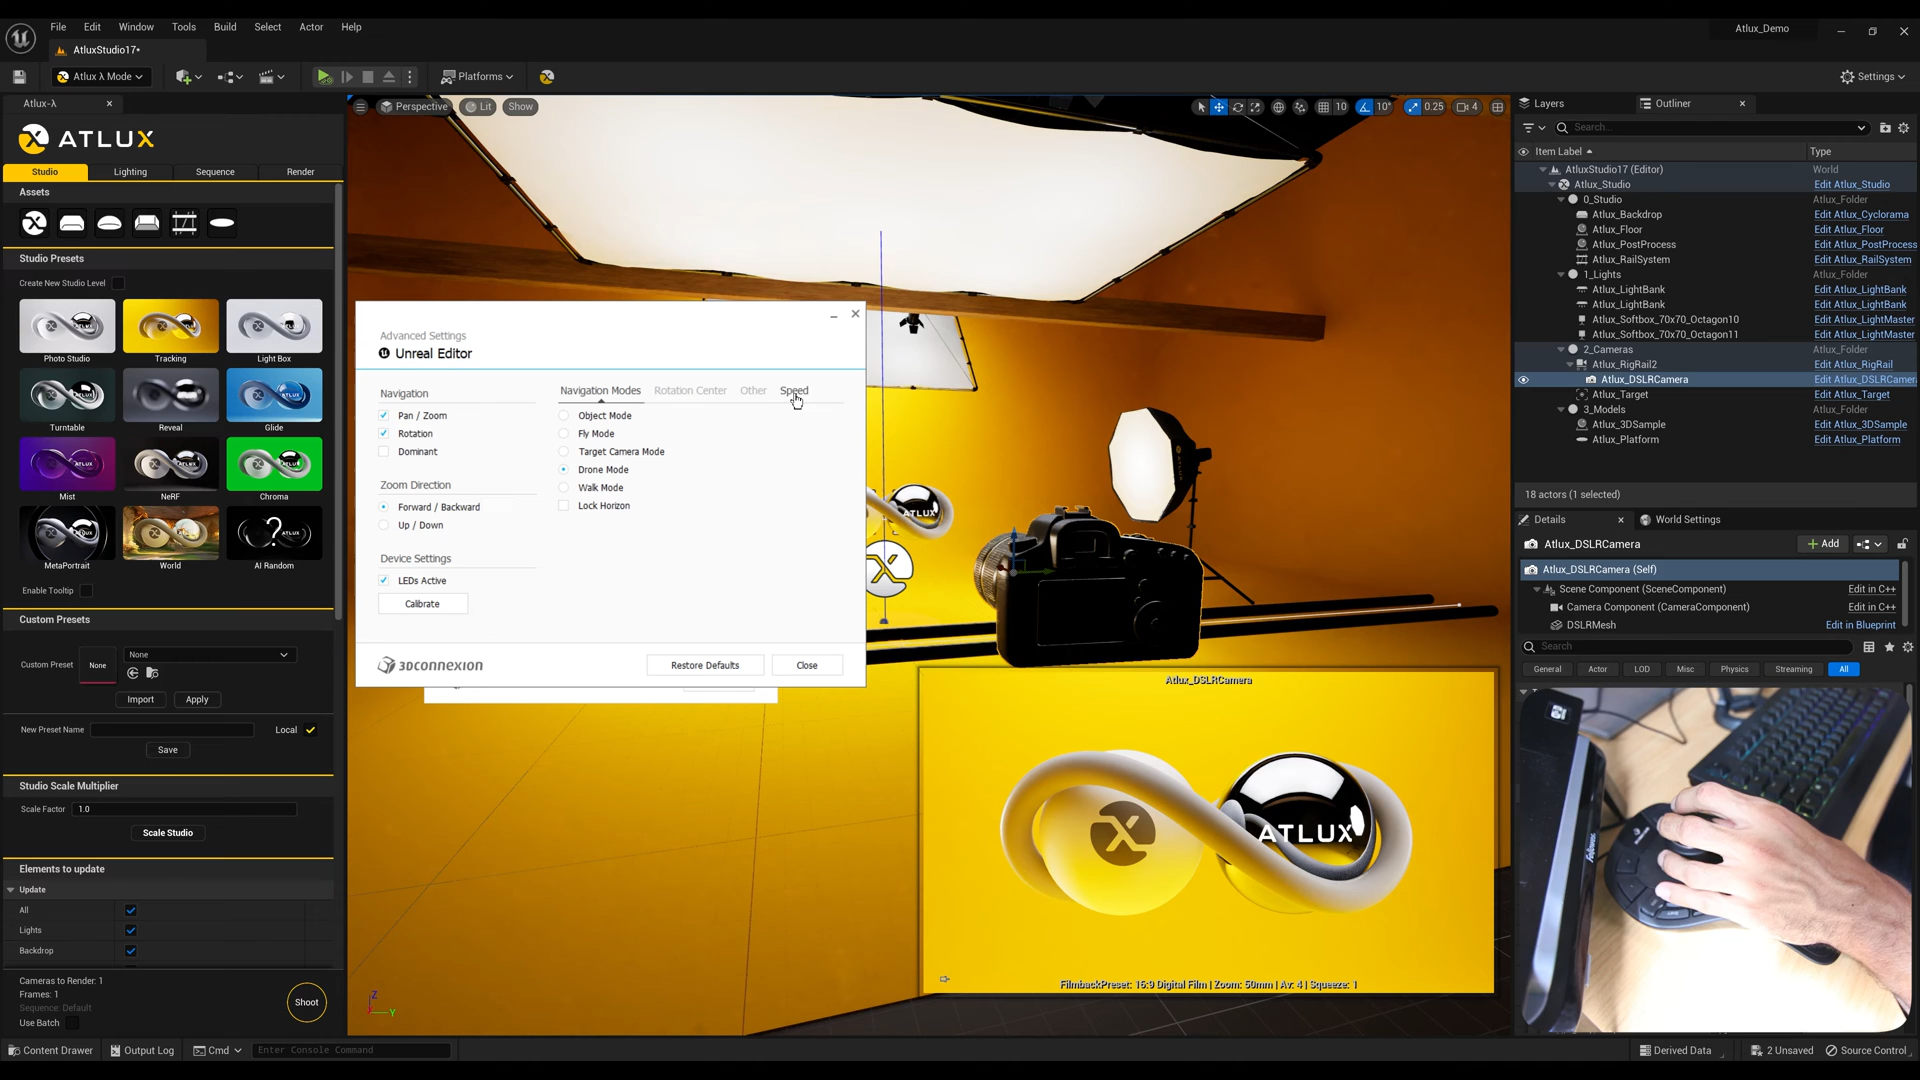 File Edit Window Tools Build Select Actor Help
Atlux_Demo
AtluxStudio17*
Atlux λ Mode
Platforms
Settings
Atlux-λ
ATLUX
Studio Lighting Sequence Render
Assets
Studio Presets
Create New Studio Level
Photo Studio Tracking Light Box
Turntable Reveal Glide
Mist NeRF Chroma
MetaPortrait World AI Random
Enable Tooltip
Custom Presets
Custom Preset None None
Import Apply
New Preset Name Local
Save
Studio Scale Multiplier
Scale Factor 1.0
Scale Studio
Elements to update
Update
All
Lights
Backdrop
Cameras to Render: 1
Frames: 1
Sequence: Default
Use Batch
Shoot
Perspective Lit Show
10 10° 0.25 4
Advanced Settings
Unreal Editor
Navigation
Pan / Zoom
Rotation
Dominant
Zoom Direction
Forward / Backward
Up / Down
Device Settings
LEDs Active
Calibrate
Navigation Modes Rotation Center Other Speed
Object Mode
Fly Mode
Target Camera Mode
Drone Mode
Walk Mode
Lock Horizon
3Dconnexion
Restore Defaults Close
ATLUX
Atlux_DSLRCamera
ATLUX
FilmbackPreset: 16:9 Digital Film | Zoom: 50mm | Av: 4 | Squeeze: 1
Z
Y
Layers Outliner
Search...
Item Label Type
AtluxStudio17 (Editor) World
Atlux_Studio Edit Atlux_Studio
0_Studio Atlux_Folder
Atlux_Backdrop Edit Atlux_Cyclorama
Atlux_Floor Edit Atlux_Floor
Atlux_PostProcess Edit Atlux_PostProcess
Atlux_RailSystem Edit Atlux_RailSystem
1_Lights Atlux_Folder
Atlux_LightBank Edit Atlux_LightBank
Atlux_LightBank Edit Atlux_LightBank
Atlux_Softbox_70x70_Octagon10 Edit Atlux_LightMaster
Atlux_Softbox_70x70_Octagon11 Edit Atlux_LightMaster
2_Cameras Atlux_Folder
Atlux_RigRail2 Edit Atlux_RigRail
Atlux_DSLRCamera Edit Atlux_DSLRCamer
Atlux_Target Edit Atlux_Target
3_Models Atlux_Folder
Atlux_3DSample Edit Atlux_3DSample
Atlux_Platform Edit Atlux_Platform
18 actors (1 selected)
Details World Settings
Atlux_DSLRCamera Add
Atlux_DSLRCamera (Self)
Scene Component (SceneComponent) Edit in C++
Camera Component (CameraComponent) Edit in C++
DSLRMesh Edit in Blueprint
Search
General Actor LOD Misc Physics Streaming All
Fellowes
Content Drawer Output Log Cmd Enter Console Command
Derived Data 2 Unsaved Source Control